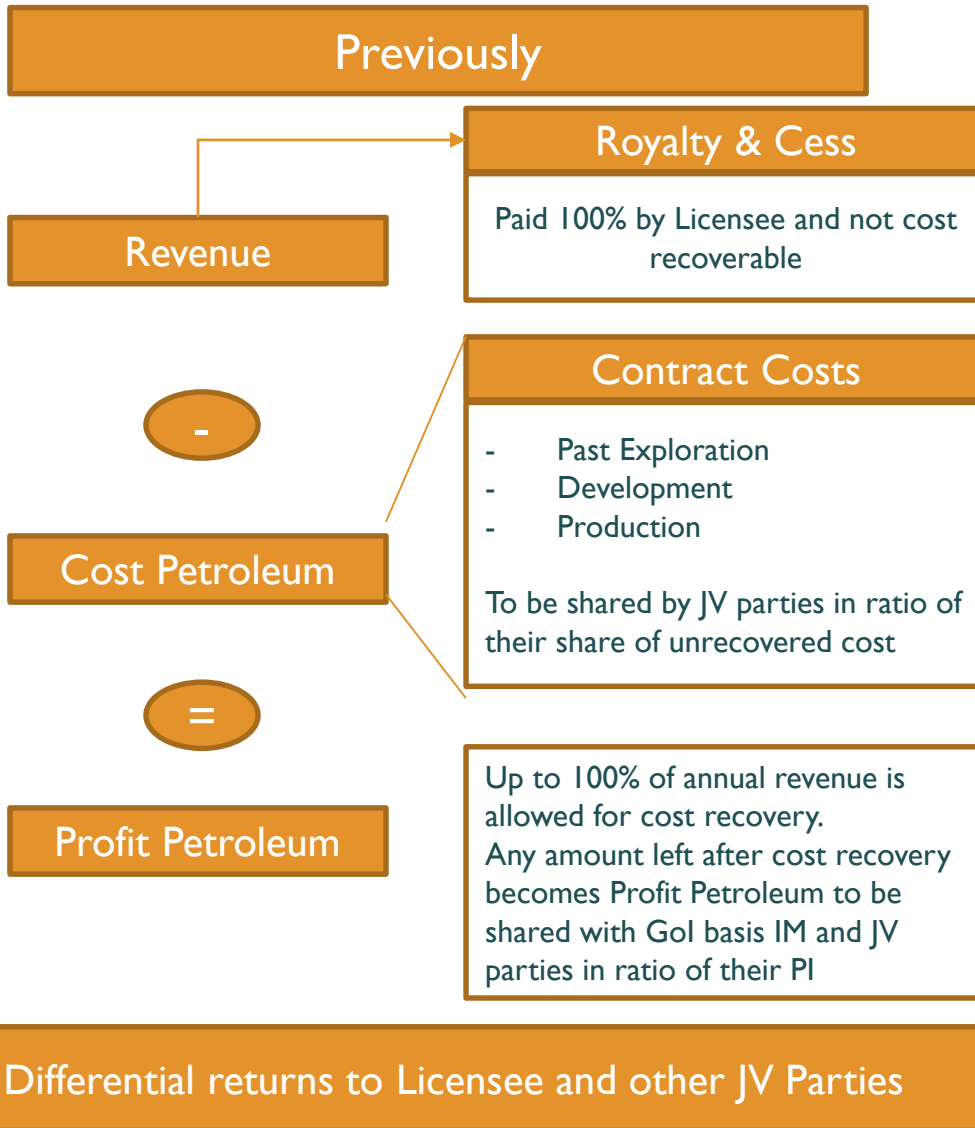 Previously
Royalty & Cess
Paid 100% by Licensee and not cost
recoverable
Revenue
-
Contract Costs
- Past Exploration
- Development
- Production
To be shared by JV parties in ratio of
their share of unrecovered cost
Cost Petroleum
=
Profit Petroleum
Up to 100% of annual revenue is
allowed for cost recovery.
Any amount left after cost recovery
becomes Profit Petroleum to be
shared with GoI basis IM and JV
parties in ratio of their PI
Differential returns to Licensee and other JV Parties